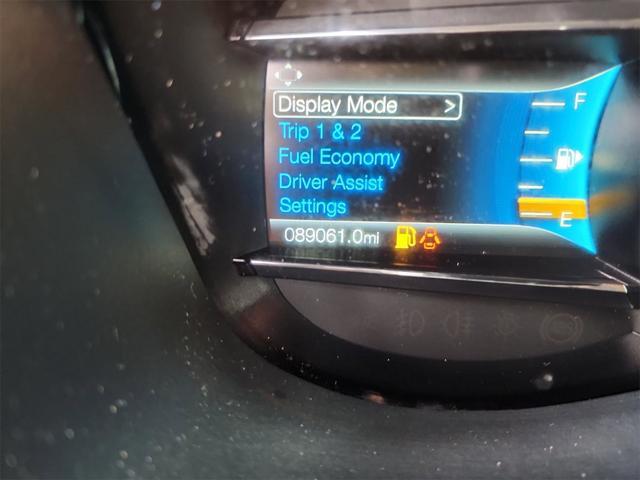 Display Mode >
Trip 1 & 2
Fuel Economy
Driver Assist
Settings
089061.0mi
F
E